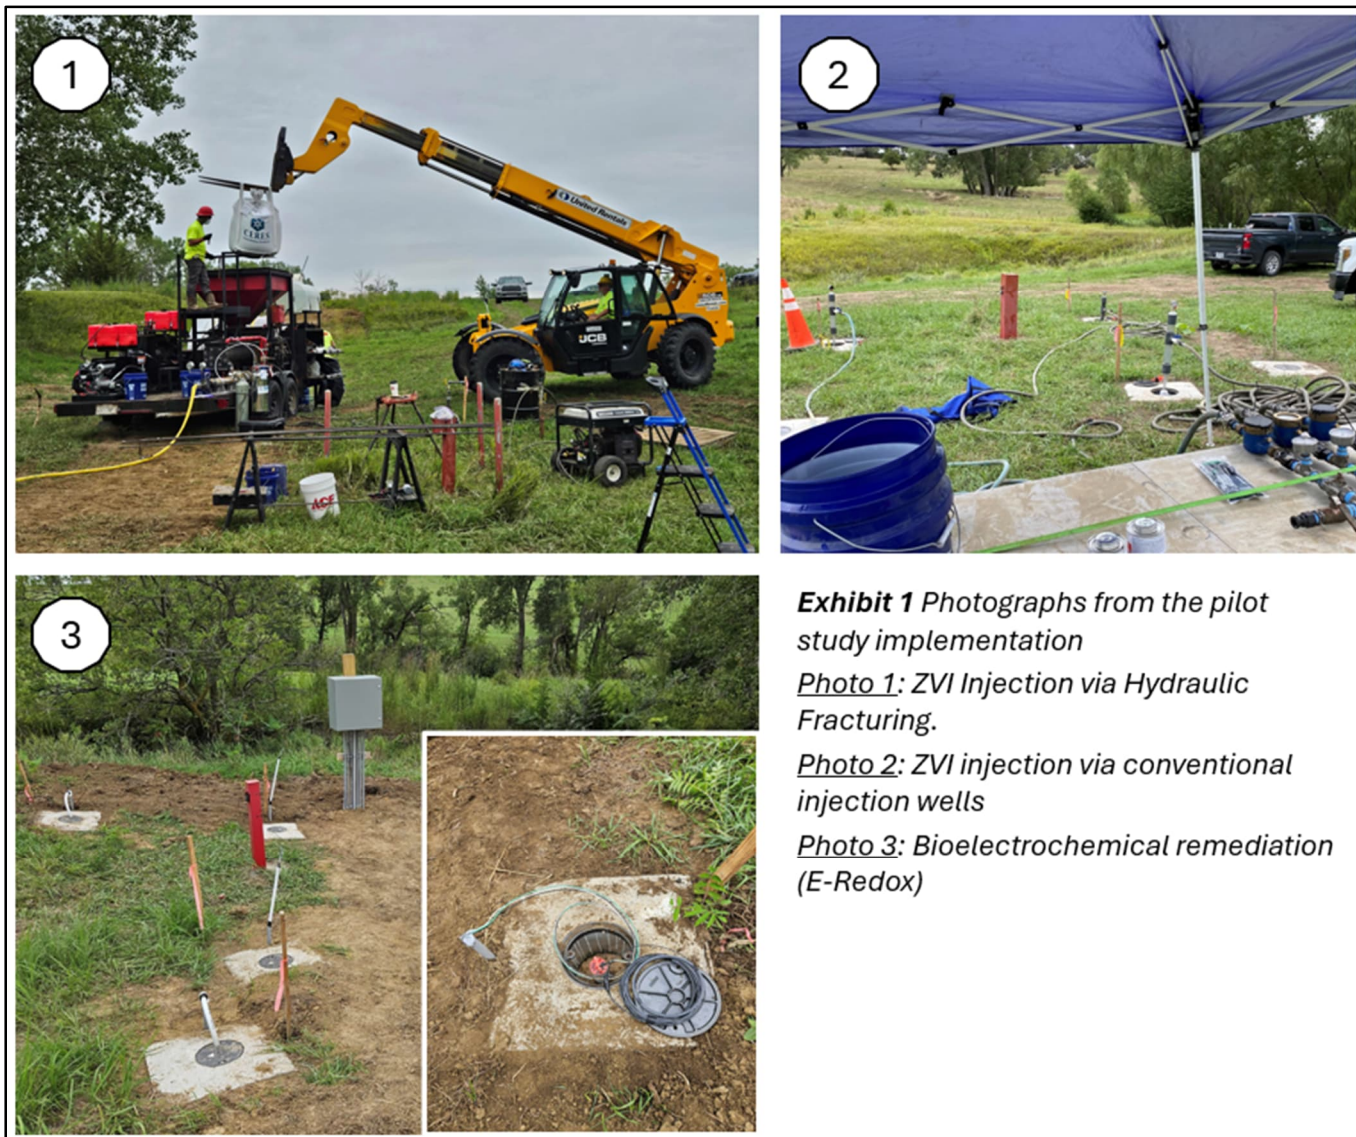 1
CERES
United Rentals
JCB
ACE
2
3
Exhibit 1 Photographs from the pilot
study implementation
Photo 1: ZVI Injection via Hydraulic
Fracturing.
Photo 2: ZVI injection via conventional
injection wells
Photo 3: Bioelectrochemical remediation
(E-Redox)